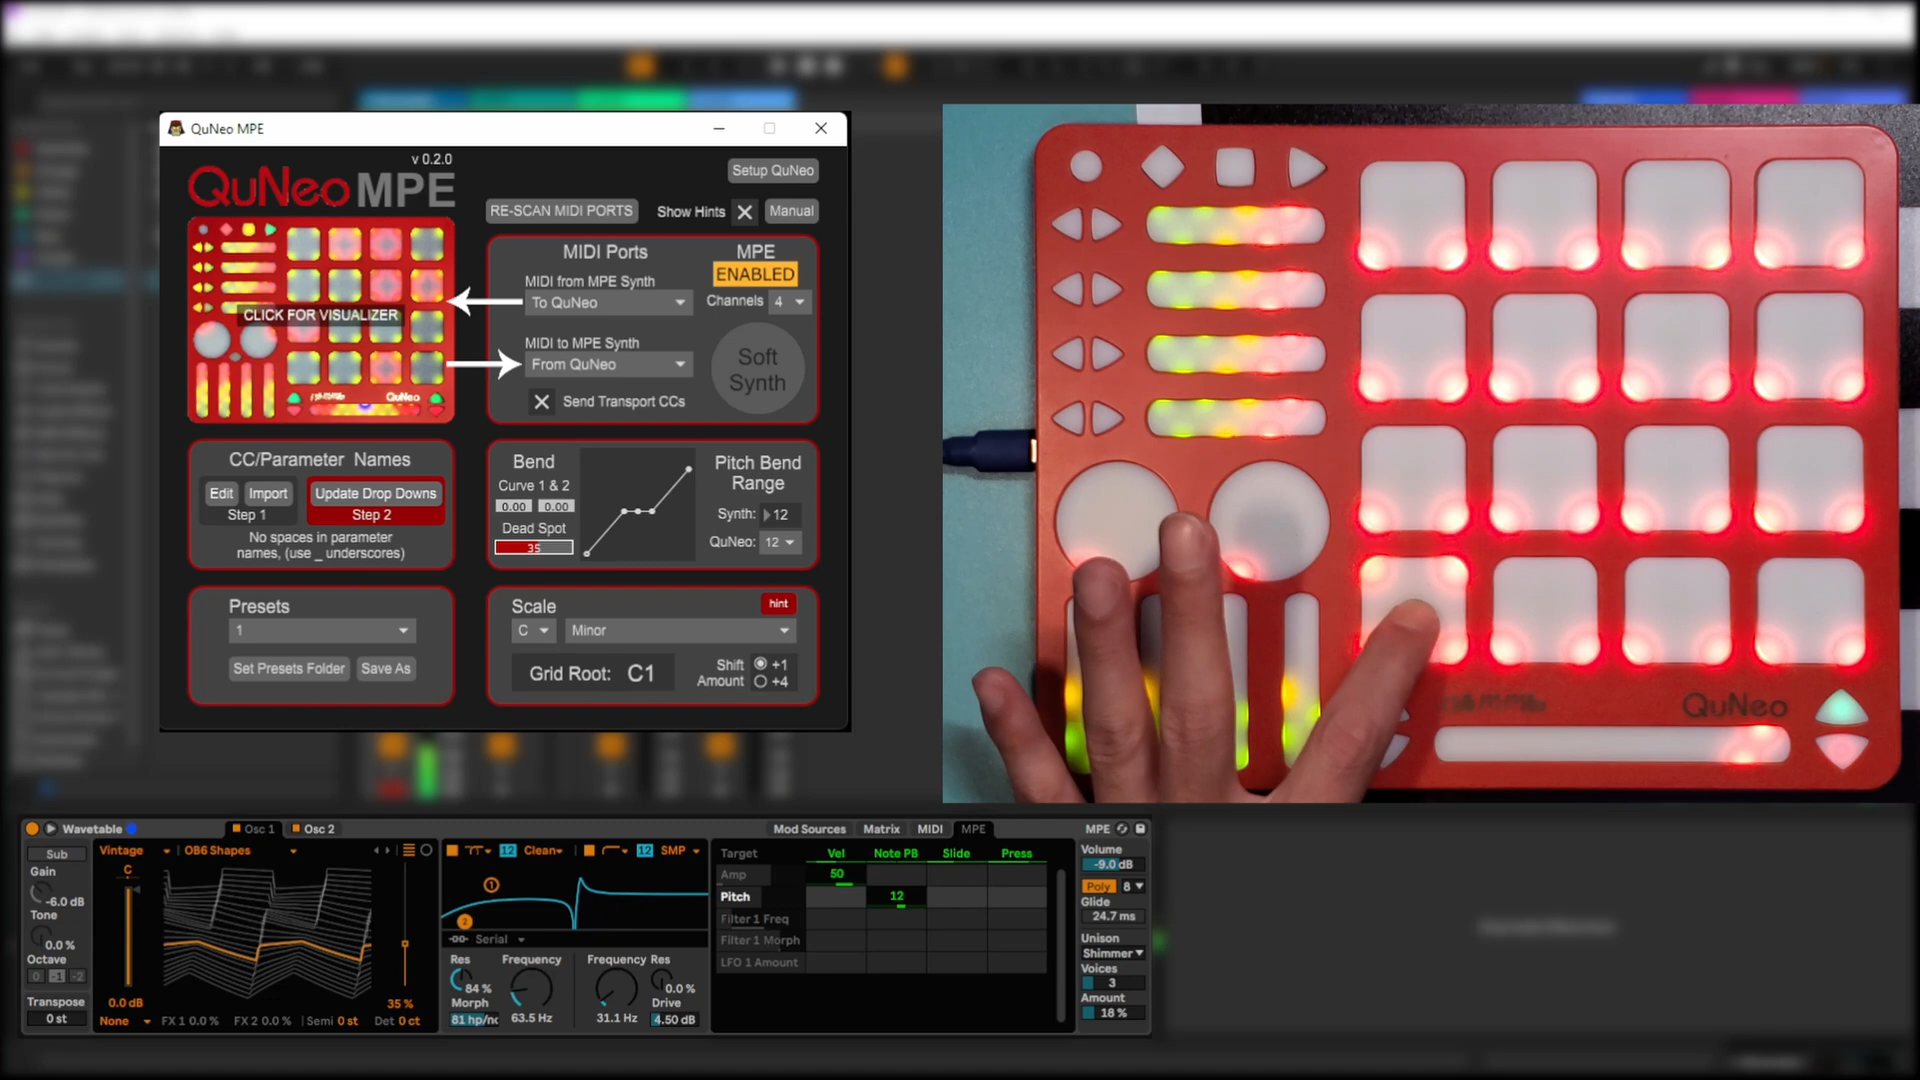 QuNeo MPE
v 0.2.0
QuNeo MPE
Setup QuNeo
RE-SCAN MIDI PORTS
Show Hints
Manual
CLICK FOR VISUALIZER
QuNeo
MIDI Ports
MPE
ENABLED
MIDI from MPE Synth
To QuNeo
Channels 4
MIDI to MPE Synth
From QuNeo
Soft
Synth
Send Transport CCs
CC/Parameter Names
Edit Import
Step 1
Update Drop Downs
Step 2
No spaces in parameter
names, (use _ underscores)
Bend
Curve 1 & 2
0.00 0.00
Dead Spot
35
Pitch Bend
Range
Synth: 12
QuNeo: 12
Presets
1
Set Presets Folder
Save As
Scale
hint
C
Minor
Grid Root: C1
Shift
Amount
+1
+4
QuNeo
Wavetable
Osc 1
Osc 2
Mod Sources
Matrix
MIDI
MPE
MPE
Sub
Gain
-6.0 dB
Tone
0.0 %
Octave
0 -1 -2
Transpose
0 st
Vintage
OB6 Shapes
C
0.0 dB
35 %
None
FX 1 0.0 %
FX 2 0.0 %
Semi 0 st
Det 0 ct
12 Clean
12 SMP
1
2
Serial
Res
84 %
Morph
81 hp/nc
Frequency
63.5 Hz
Frequency
31.1 Hz
Res
0.0 %
Drive
4.50 dB
Target
Vel
Note PB
Slide
Press
Amp
50
Pitch
12
Filter 1 Freq
Filter 1 Morph
LFO 1 Amount
Volume
-9.0 dB
Poly 8
Glide
24.7 ms
Unison
Shimmer
Voices
3
Amount
18 %